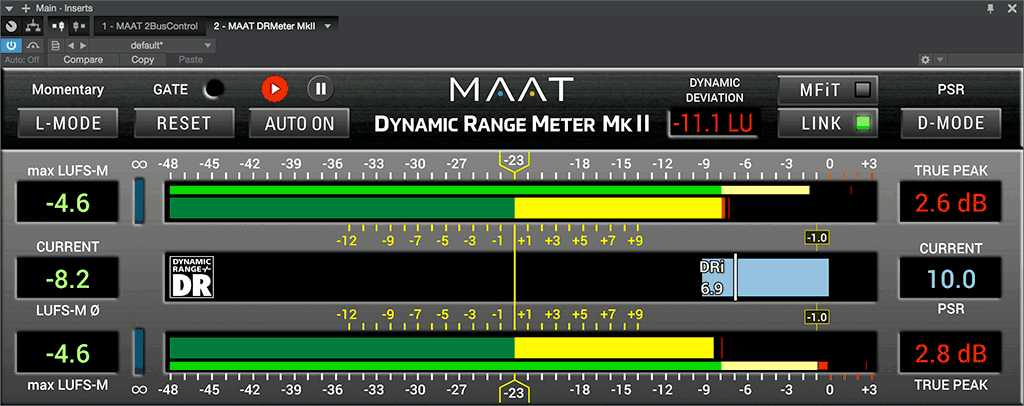 Main · Inserts
1 - MAAT 2BusControl 2 - MAAT DRMeter MkII
default*
Auto: Off Compare Copy Paste
Momentary GATE MAAT DYNAMIC DEVIATION MFiT PSR
L-MODE RESET AUTO ON DYNAMIC RANGE METER MK II -11.1 LU LINK D-MODE
max LUFS-M ∞ -48 -42 -36 -30 -27 -23 -18 -15 -12 -9 -6 -3 0 +3 TRUE PEAK
-4.6 2.6 dB
CURRENT -12 -9 -7 -5 -3 -1 +1 +3 +5 +7 +9 -1.0 CURRENT
-8.2 DYNAMIC RANGE DR DRi 6.9 10.0
LUFS-M Ø -12 -9 -7 -5 -3 -1 +1 +3 +5 +7 +9 -1.0 PSR
-4.6 2.8 dB
max LUFS-M ∞ -48 -42 -36 -30 -27 -23 -18 -15 -12 -9 -6 -3 0 +3 TRUE PEAK